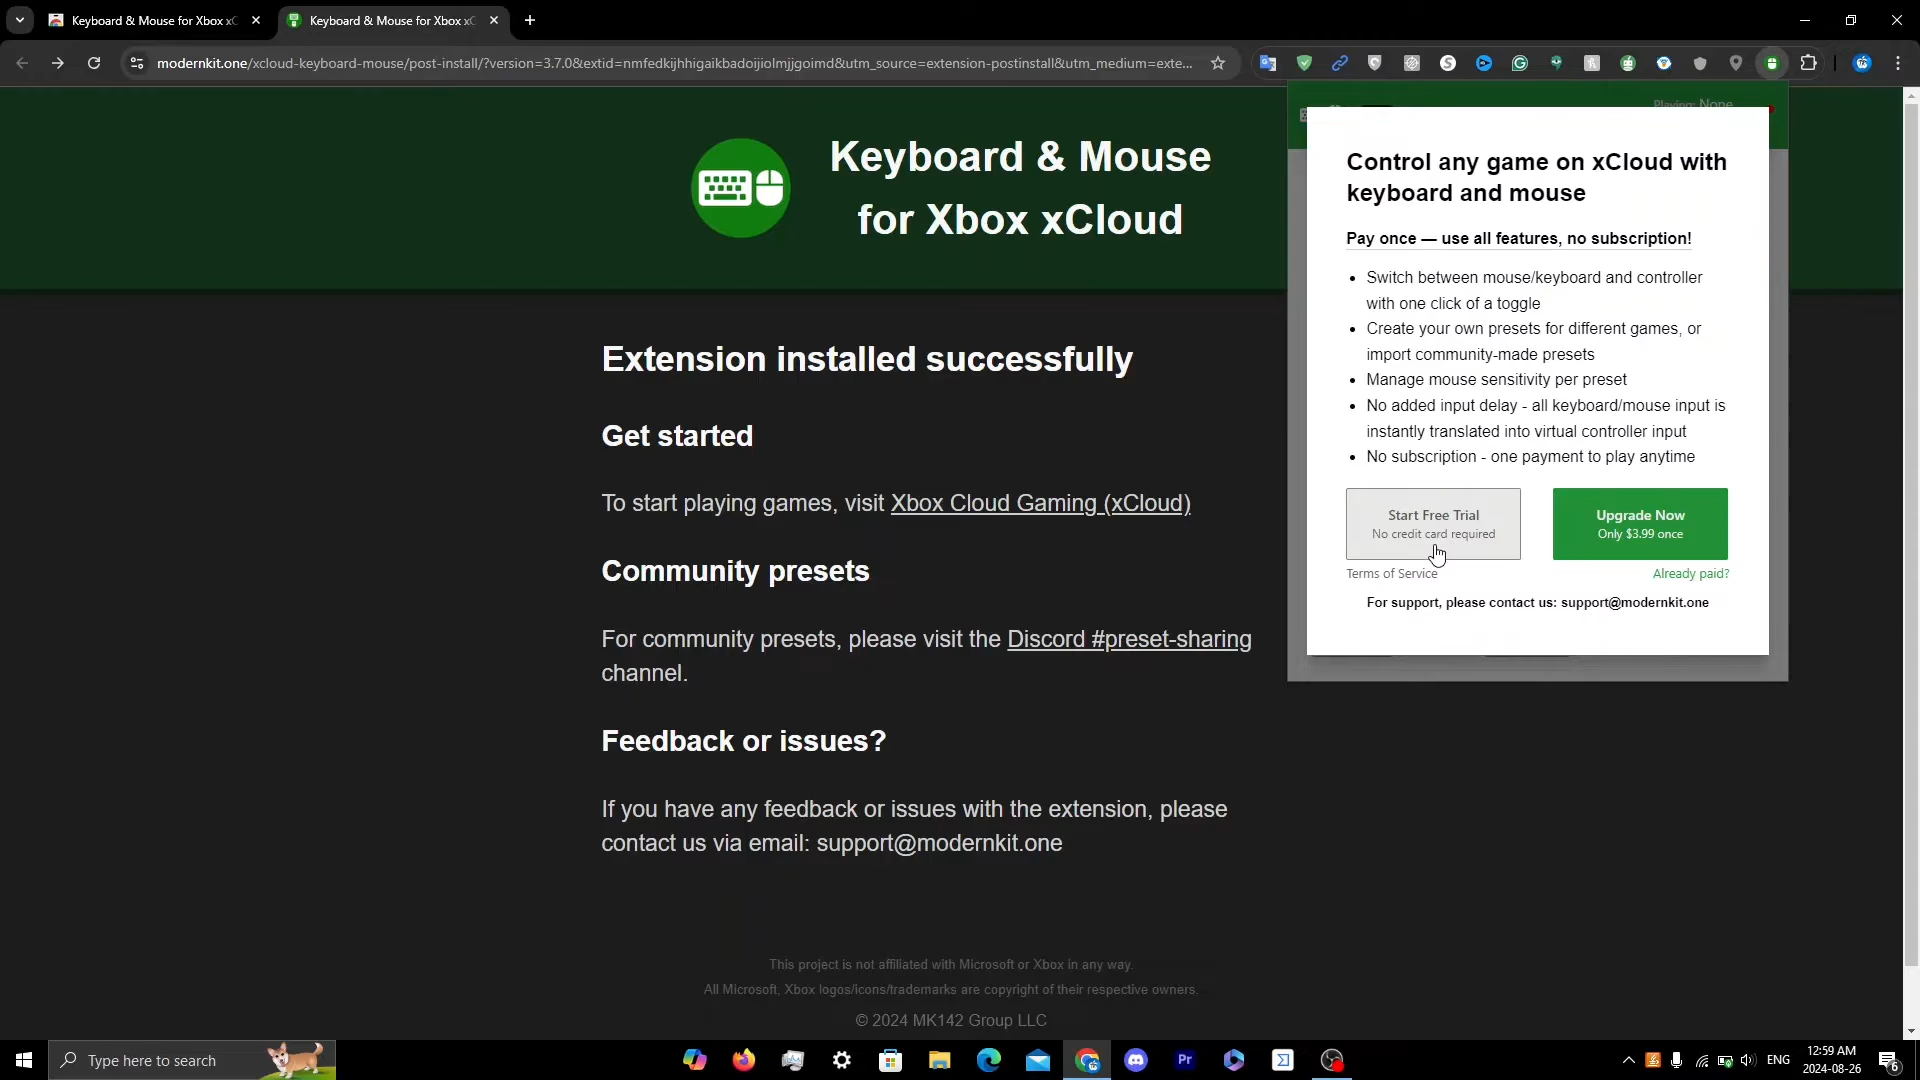 Keyboard & Mouse for Xbox xC
Keyboard & Mouse for Xbox xC
modernkit.one/xcloud-keyboard-mouse/post-install/?version=3.7.0&extid=nmfedkijhhigaikbadoijiolmjjgoimd&utm_source=extension-postinstall&utm_medium=exte...
Playing: None
Keyboard & Mouse
for Xbox xCloud
Extension installed successfully
Get started
To start playing games, visit Xbox Cloud Gaming (xCloud)
Community presets
For community presets, please visit the Discord #preset-sharing
channel.
Feedback or issues?
If you have any feedback or issues with the extension, please
contact us via email: support@modernkit.one
This project is not affiliated with Microsoft or Xbox in any way.
All Microsoft, Xbox logos/icons/trademarks are copyright of their respective owners.
© 2024 MK142 Group LLC
Control any game on xCloud with
keyboard and mouse
Pay once — use all features, no subscription!
• Switch between mouse/keyboard and controller
with one click of a toggle
• Create your own presets for different games, or
import community-made presets
• Manage mouse sensitivity per preset
• No added input delay - all keyboard/mouse input is
instantly translated into virtual controller input
• No subscription - one payment to play anytime
Start Free Trial
No credit card required
Upgrade Now
Only $3.99 once
Terms of Service
Already paid?
For support, please contact us: support@modernkit.one
Type here to search
Pr
ENG
12:59 AM
2024-08-26
6